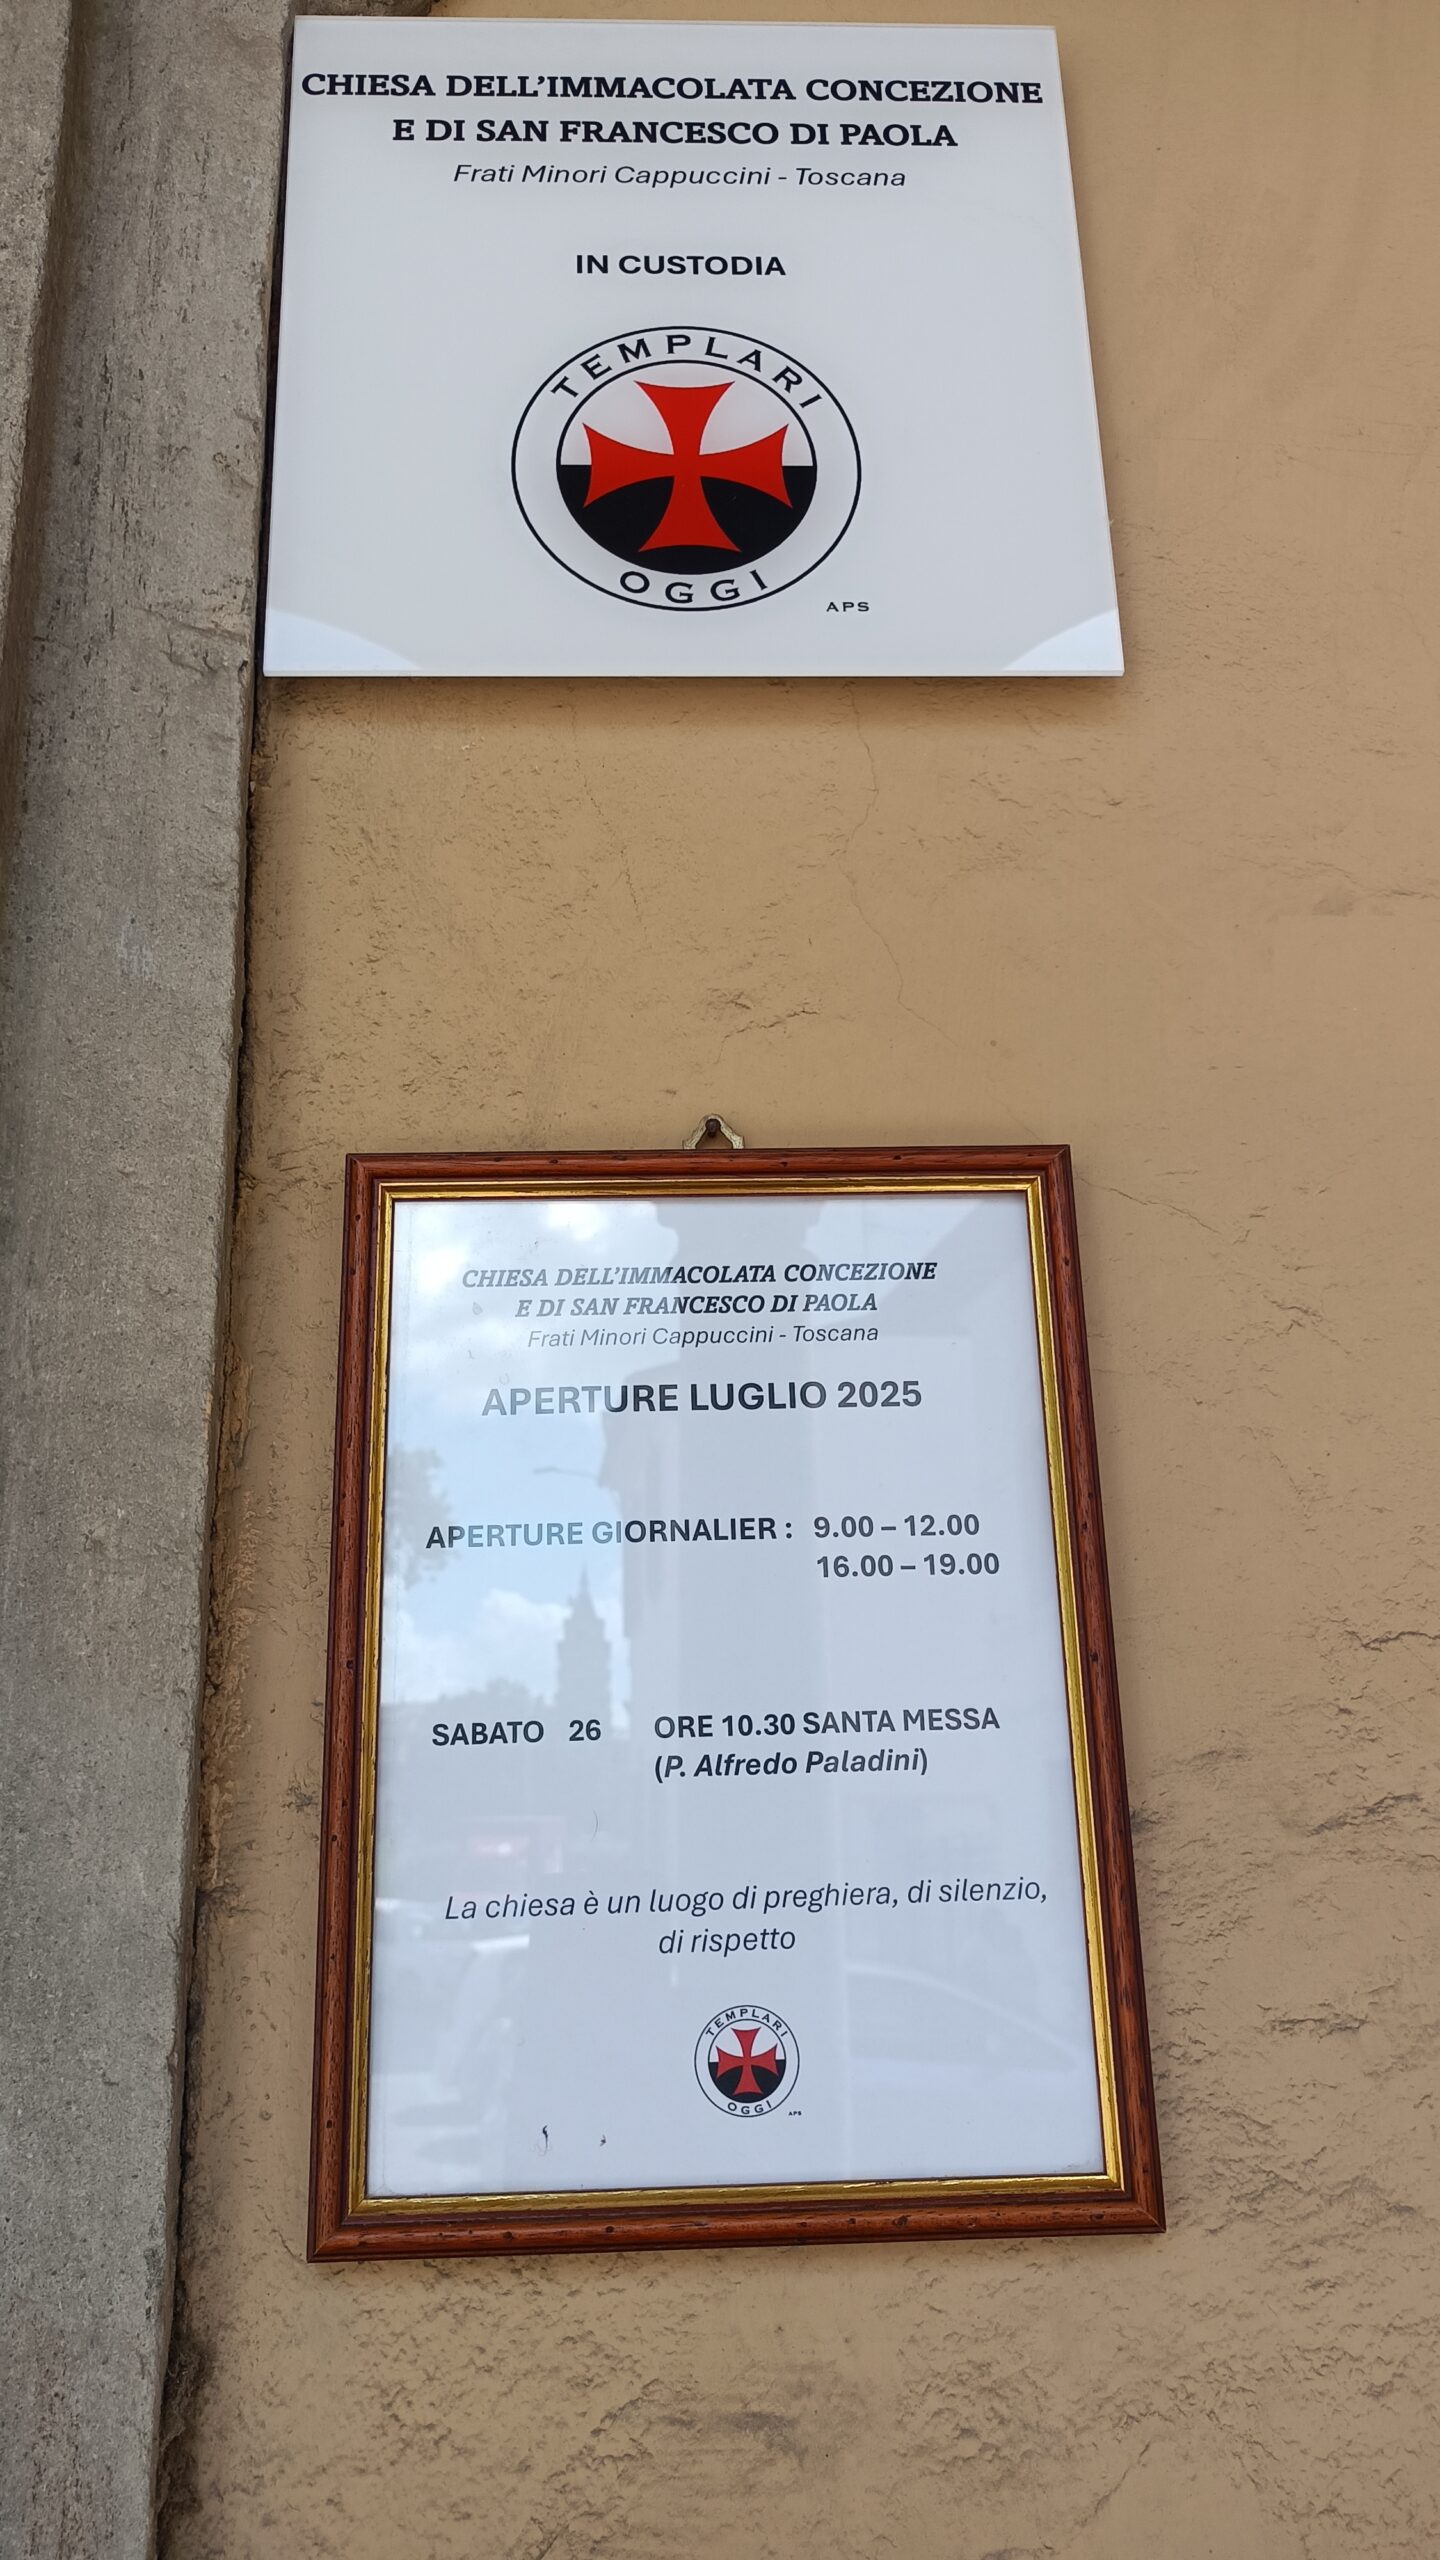 CHIESA DELL'IMMACOLATA CONCEZIONE
E DI SAN FRANCESCO DI PAOLA
Frati Minori Cappuccini - Toscana
IN CUSTODIA
TEMPLARI
OGGI
APS
CHIESA DELL'IMMACOLATA CONCEZIONE
E DI SAN FRANCESCO DI PAOLA
Frati Minori Cappuccini - Toscana
APERTURE LUGLIO 2025
APERTURE GIORNALIER : 9.00 – 12.00
16.00 – 19.00
SABATO 26 ORE 10.30 SANTA MESSA
(P. Alfredo Paladini)
La chiesa è un luogo di preghiera, di silenzio,
di rispetto
TEMPLARI
OGGI
APS